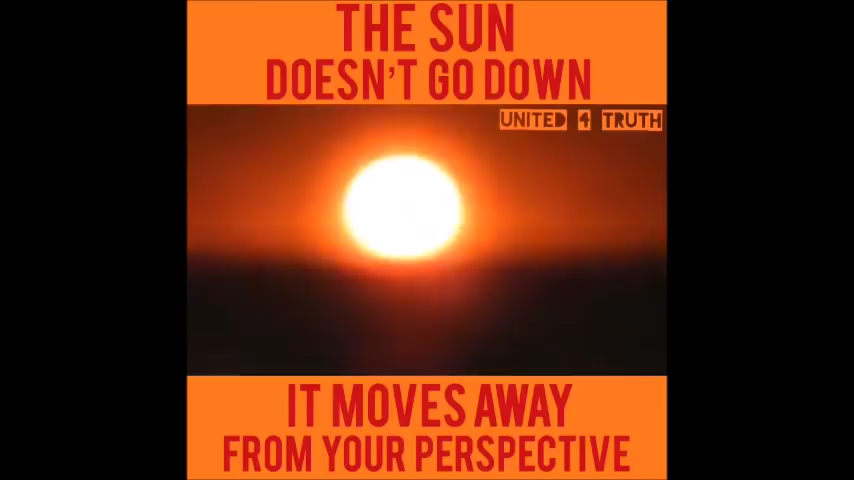 THE SUN
DOESN'T GO DOWN
UNITED 4 TRUTH
IT MOVES AWAY
FROM YOUR PERSPECTIVE